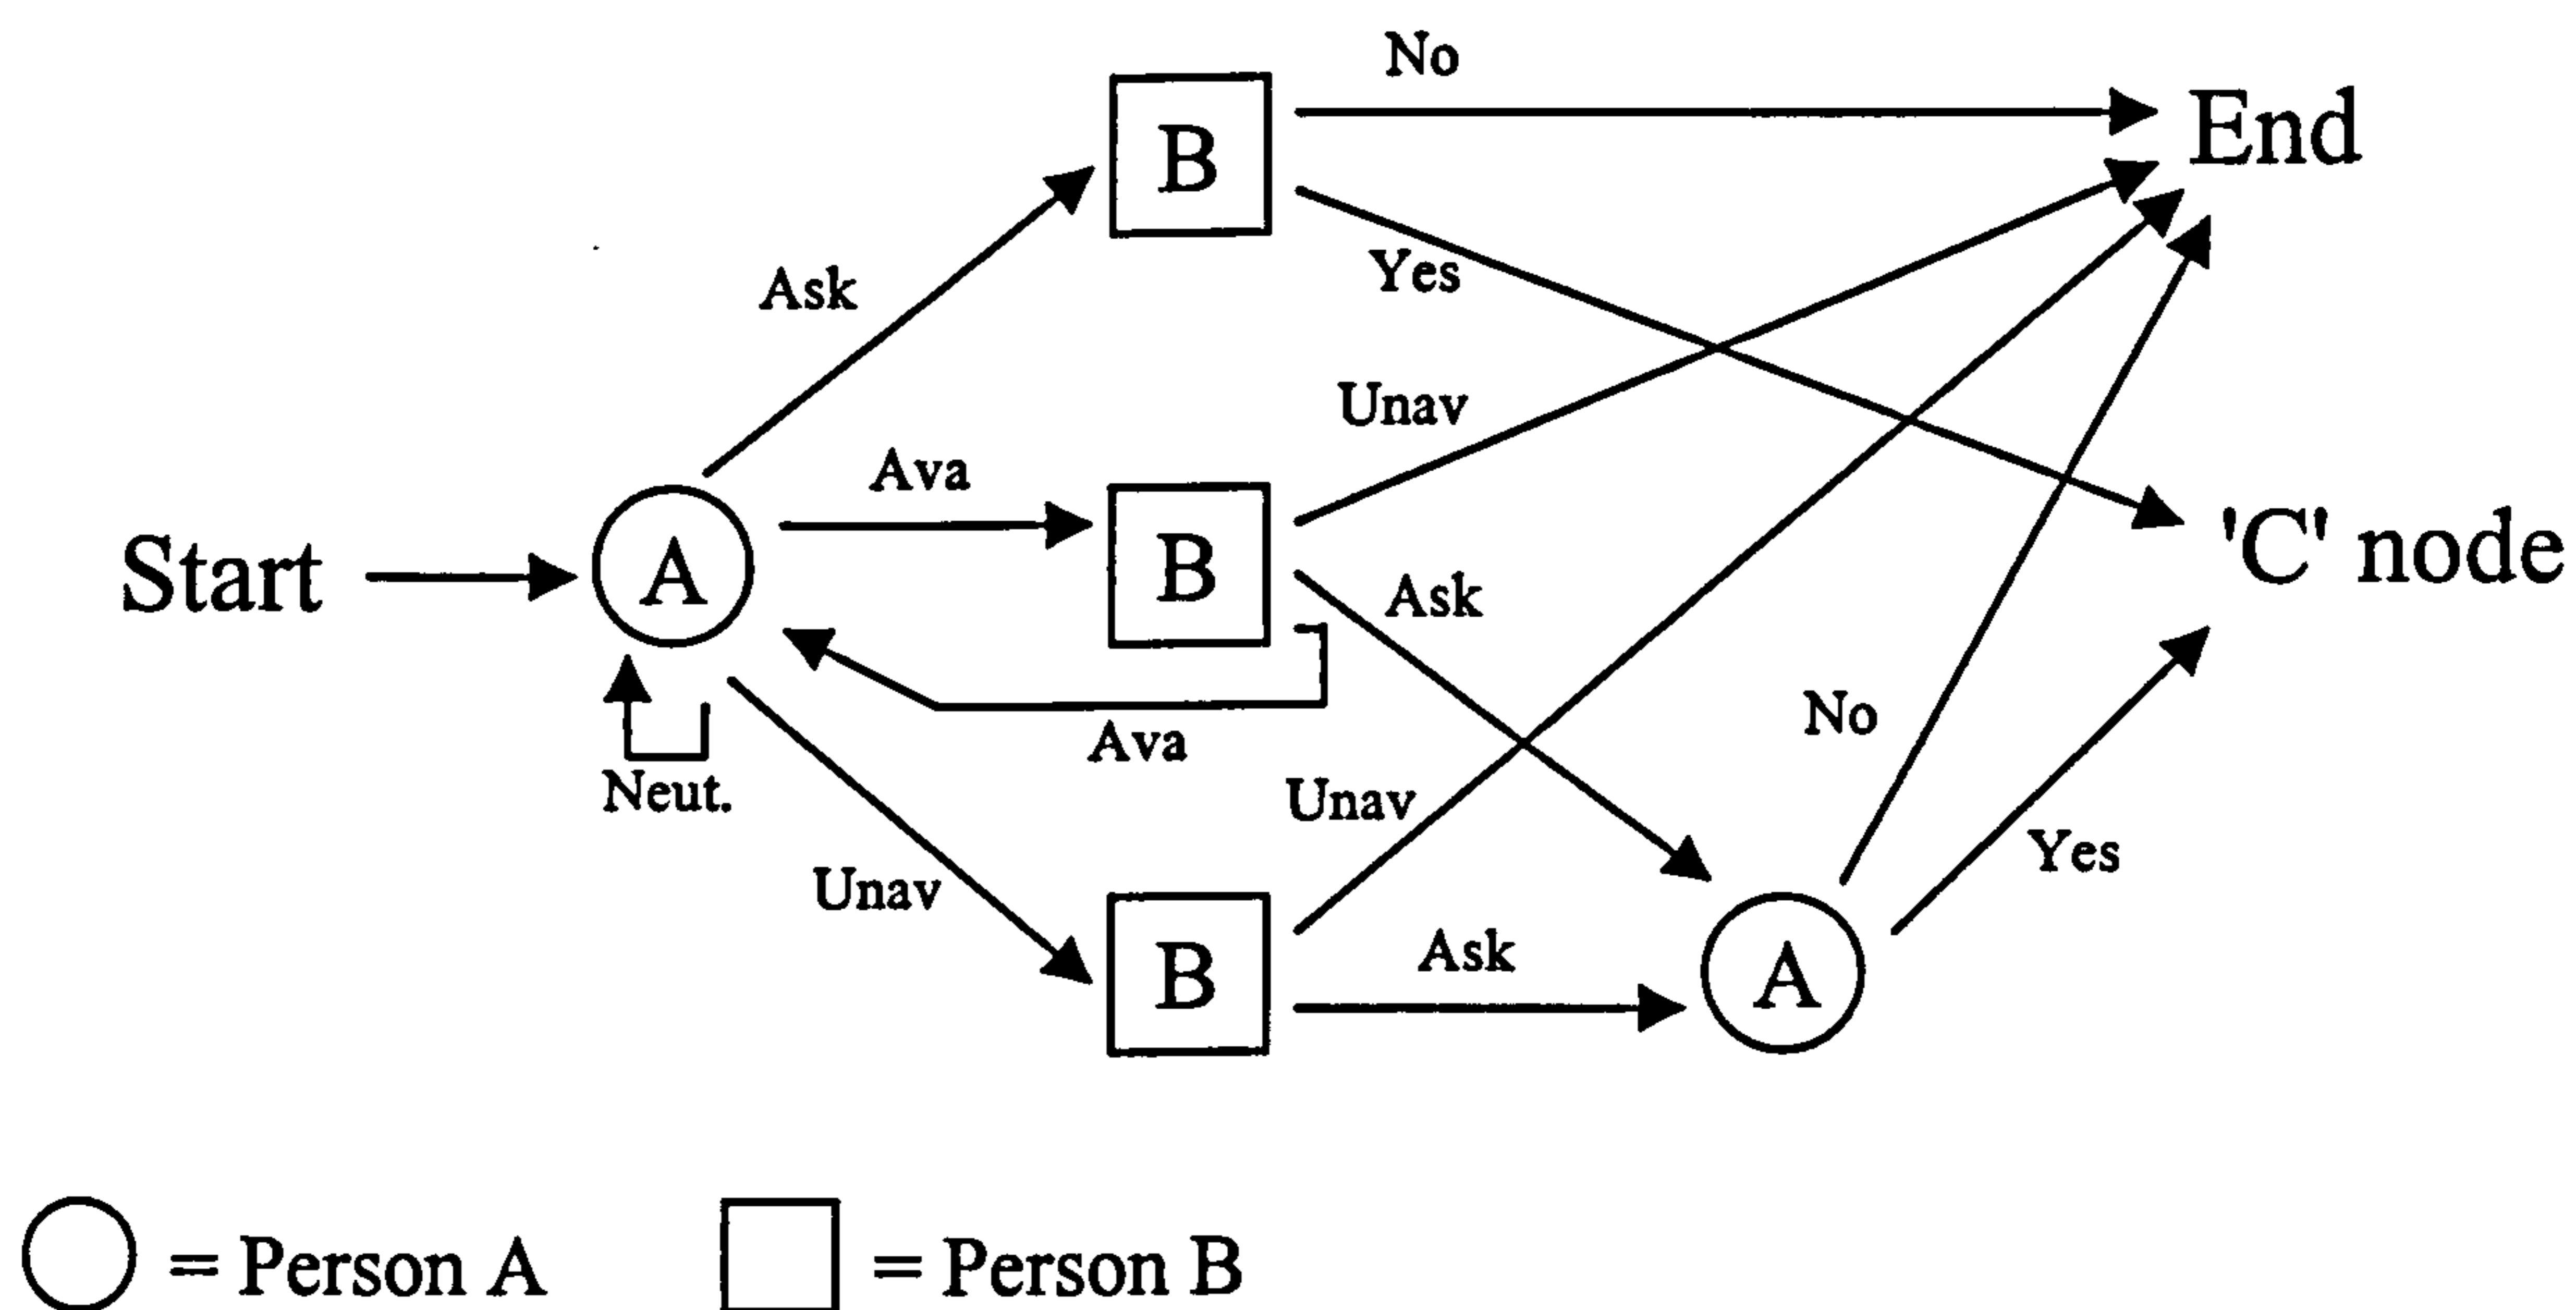 No
B
End
Yes
Ask
Unav
Ava
Start
A
B
'C' node
Ask
Ava
No
Neut.
Unav
Yes
Unav
Ask
B
A
= Person A
= Person B